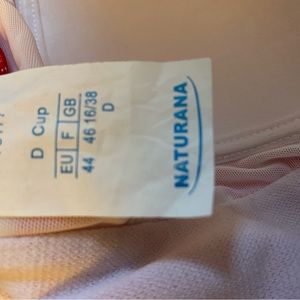 D Cup
EU | F | GB
44 46 16/38
D
NATURANA